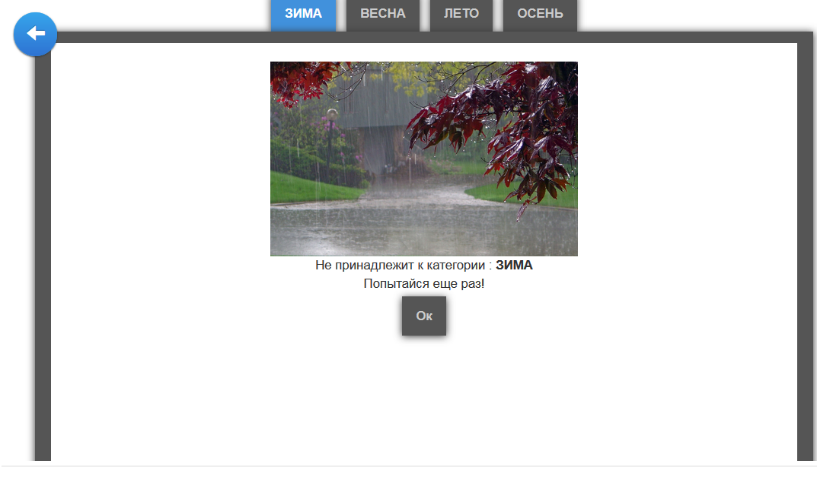 ЗИМА ВЕСНА ЛЕТО ОСЕНЬ
Не принадлежит к категории : ЗИМА
Попытайся еще раз!
Ок